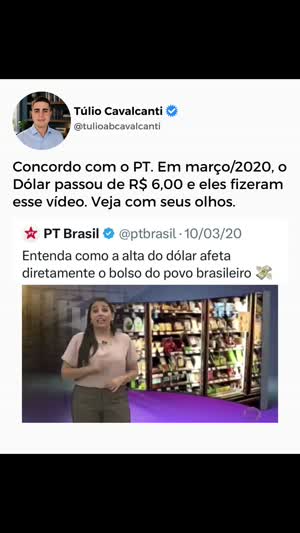 Túlio Cavalcanti
@tulioabcavalcanti
Concordo com o PT. Em março/2020, o
Dólar passou de R$ 6,00 e eles fizeram
esse vídeo. Veja com seus olhos.
PT Brasil @ptbrasil · 10/03/20
Entenda como a alta do dólar afeta
diretamente o bolso do povo brasileiro